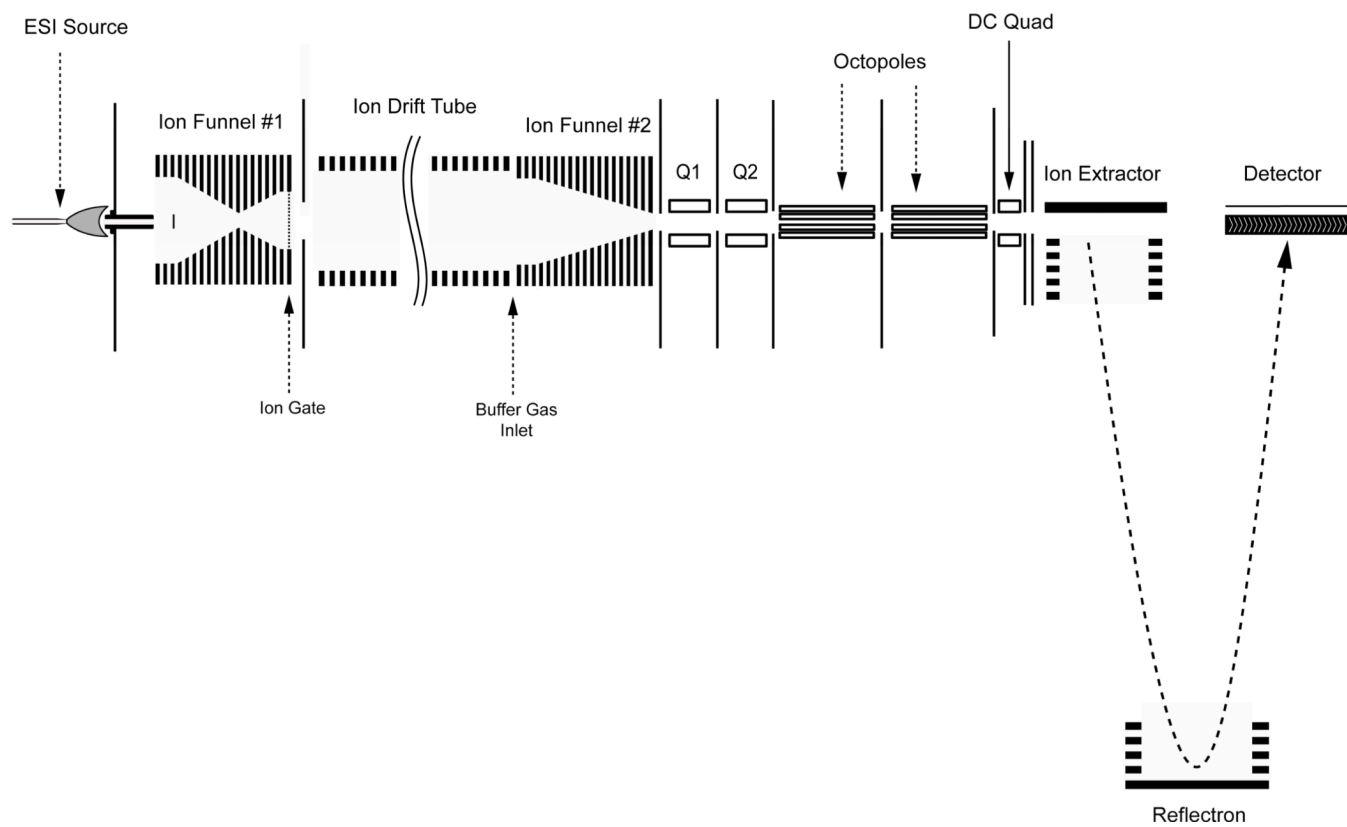 ESI Source
DC Quad
Octopoles
Ion Drift Tube
Ion Funnel #1
Ion Funnel #2
Q1
Q2
Ion Extractor
Detector
Ion Gate
Buffer Gas
Inlet
Reflectron